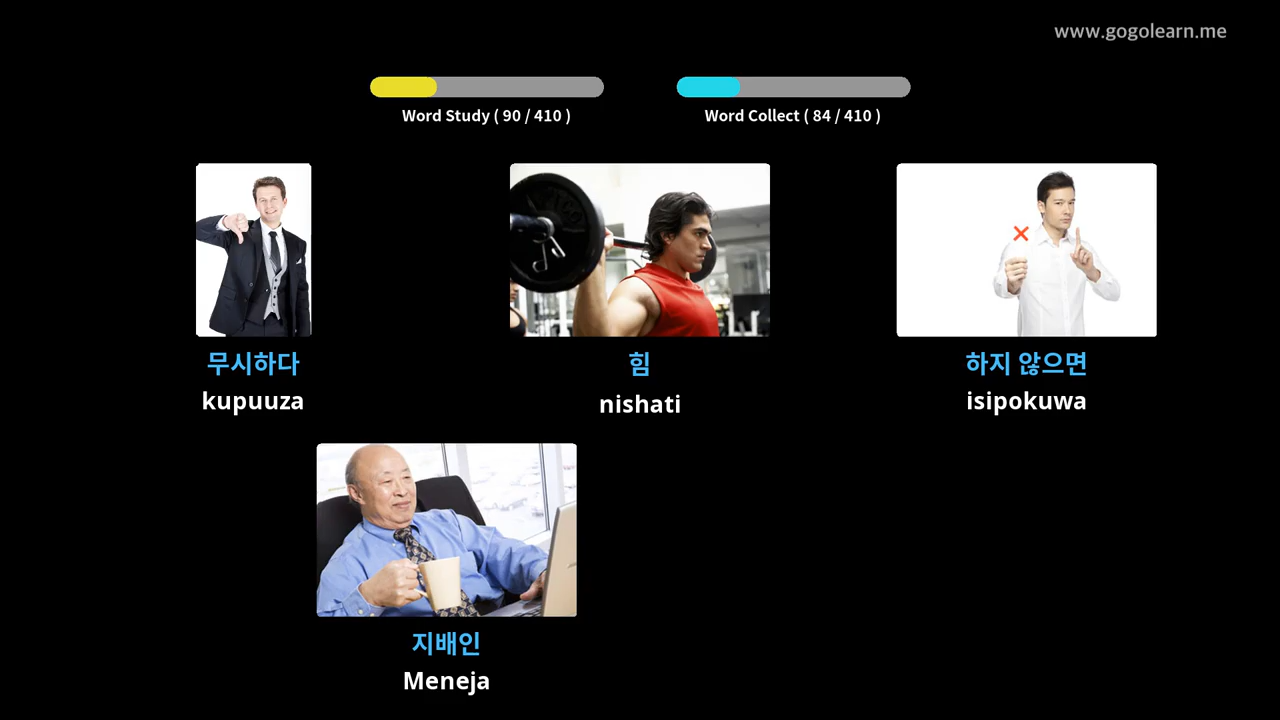 www.gogolearn.me
Word Study ( 90 / 410 )
Word Collect ( 84 / 410 )
무시하다
kupuuza
힘
nishati
하지 않으면
isipokuwa
지배인
Meneja